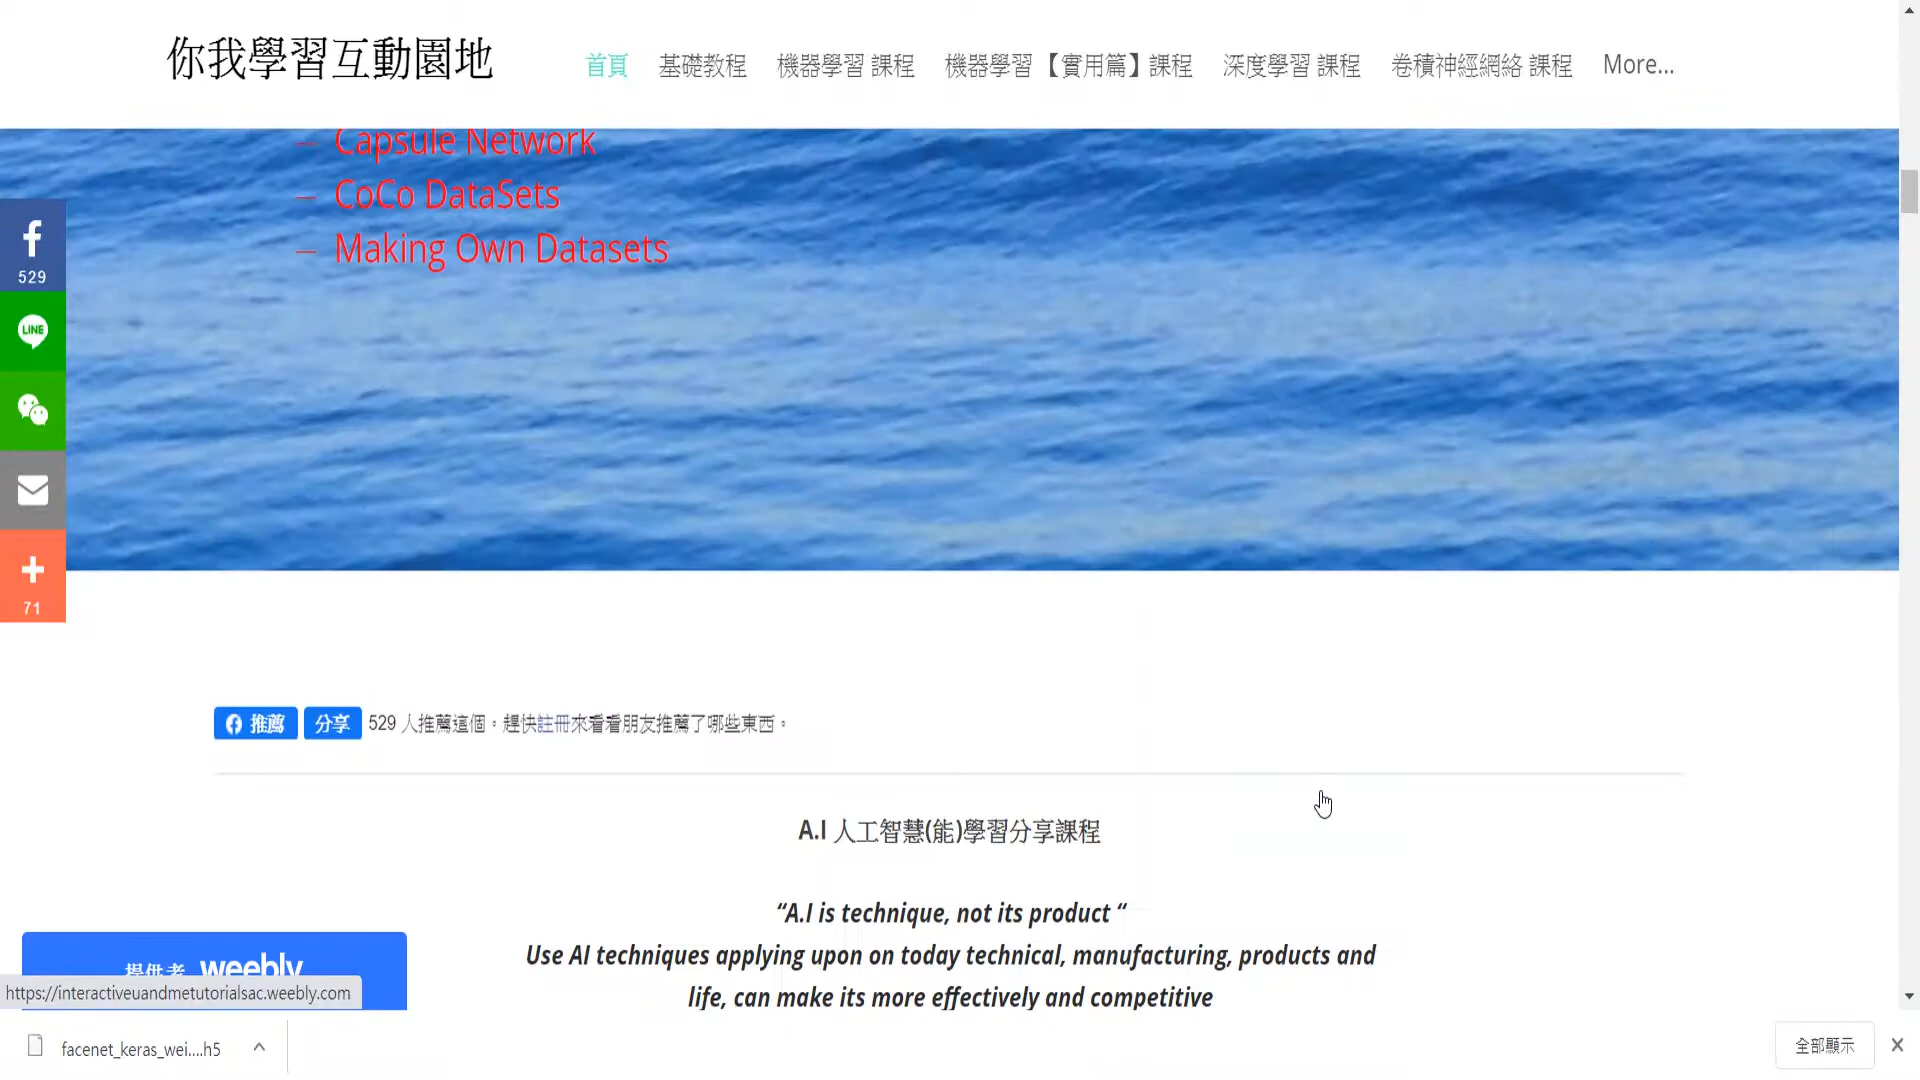 你我學習互動園地
首頁 基礎教程 機器學習 課程 機器學習【實用篇】課程 深度學習 課程 卷積神經網絡 課程 More...
— Capsule Network
— CoCo DataSets
— Making Own Datasets
529
LINE
71
推薦 分享 529 人推薦這個。趕快註冊來看看朋友推薦了哪些東西。
A.I 人工智慧(能)學習分享課程
“A.I is technique, not its product “
Use AI techniques applying upon on today technical, manufacturing, products and
life, can make its more effectively and competitive
提供者 weebly
https://interactiveuandmetutorialsac.weebly.com
facenet_keras_wei....h5
全部顯示